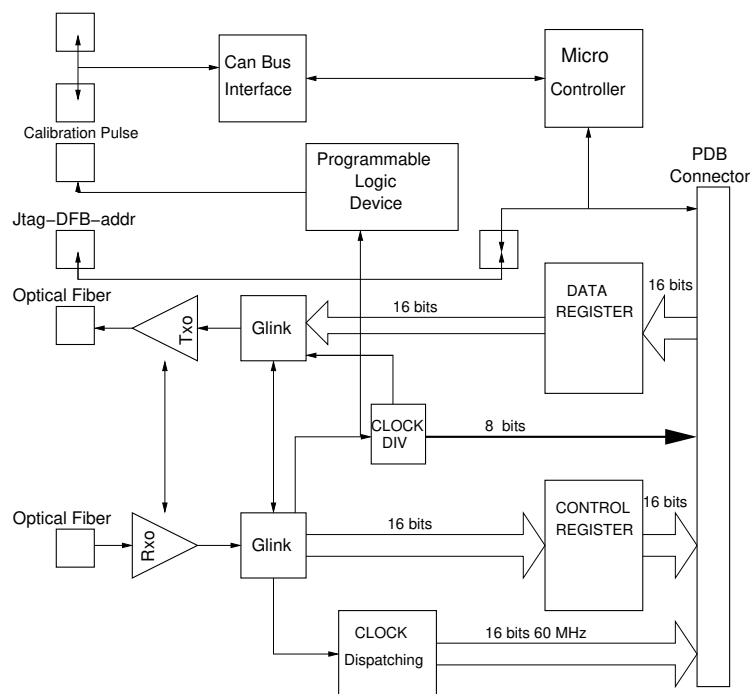 Can Bus
Interface
Micro
Controller
Calibration Pulse
Programmable
Logic
Device
PDB
Connector
Jtag−DFB−addr
Optical Fiber
Txo
Glink
16 bits
DATA
REGISTER
16 bits
CLOCK
DIV
8 bits
Optical Fiber
Rxo
Glink
16 bits
CONTROL
REGISTER
16 bits
CLOCK
Dispatching
16 bits 60 MHz